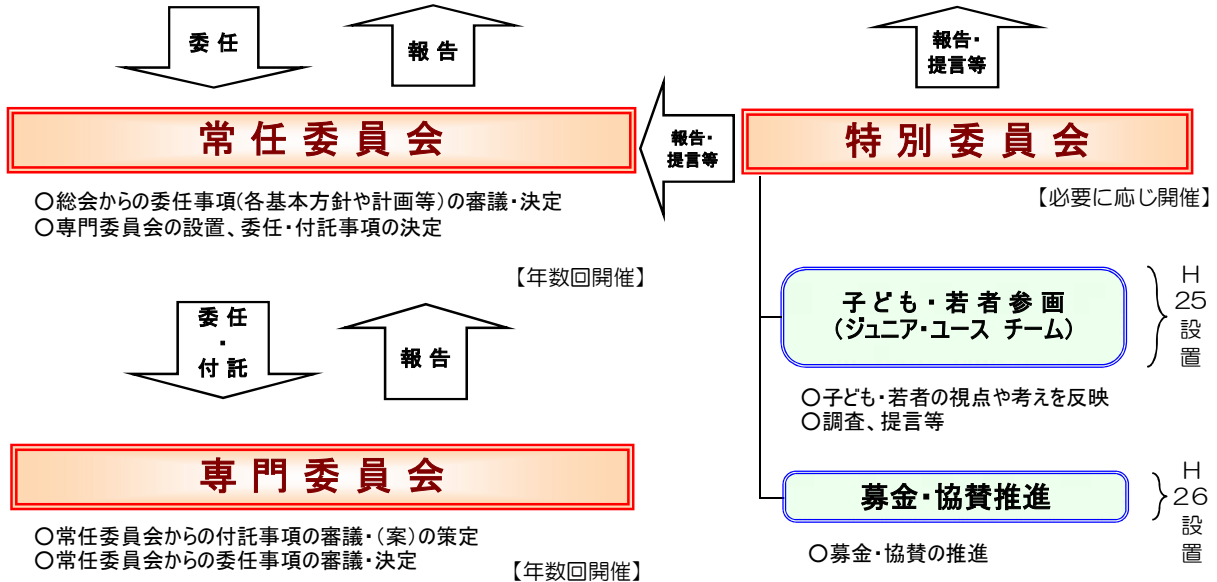 委 任
報 告
報告・
提言等
常 任 委 員 会
報告・
提言等
特 別 委 員 会
○総会からの委任事項(各基本方針や計画等)の審議・決定
○専門委員会の設置、委任・付託事項の決定
【年数回開催】
【必要に応じ開催】
委 任
・
付 託
報 告
子ども・若者参画
(ジュニア・ユース チーム)
H
25
設
置
○子ども・若者の視点や考えを反映
○調査、提言等
専 門 委 員 会
○常任委員会からの付託事項の審議・(案)の策定
○常任委員会からの委任事項の審議・決定
【年数回開催】
募金・協賛推進
H
26
設
置
○募金・協賛の推進